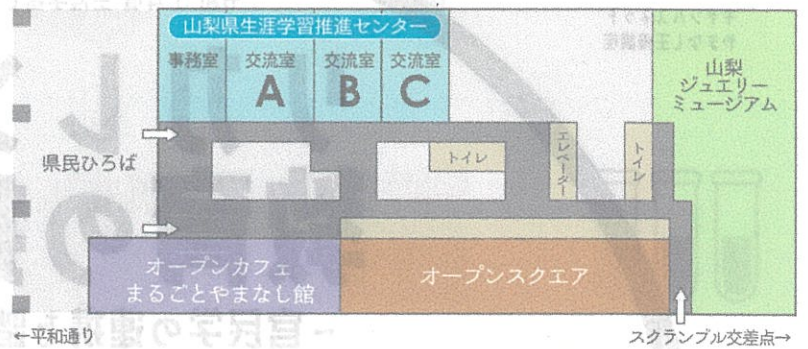 山梨県生涯学習推進センター
事務室
交流室
A
交流室
B
交流室
C
山梨
ジュエリー
ミュージアム
県民ひろば
トイレ
エレベーター
トイレ
オープンカフェ
まるごとやまなし館
オープンスクエア
←平和通り
スクランブル交差点→